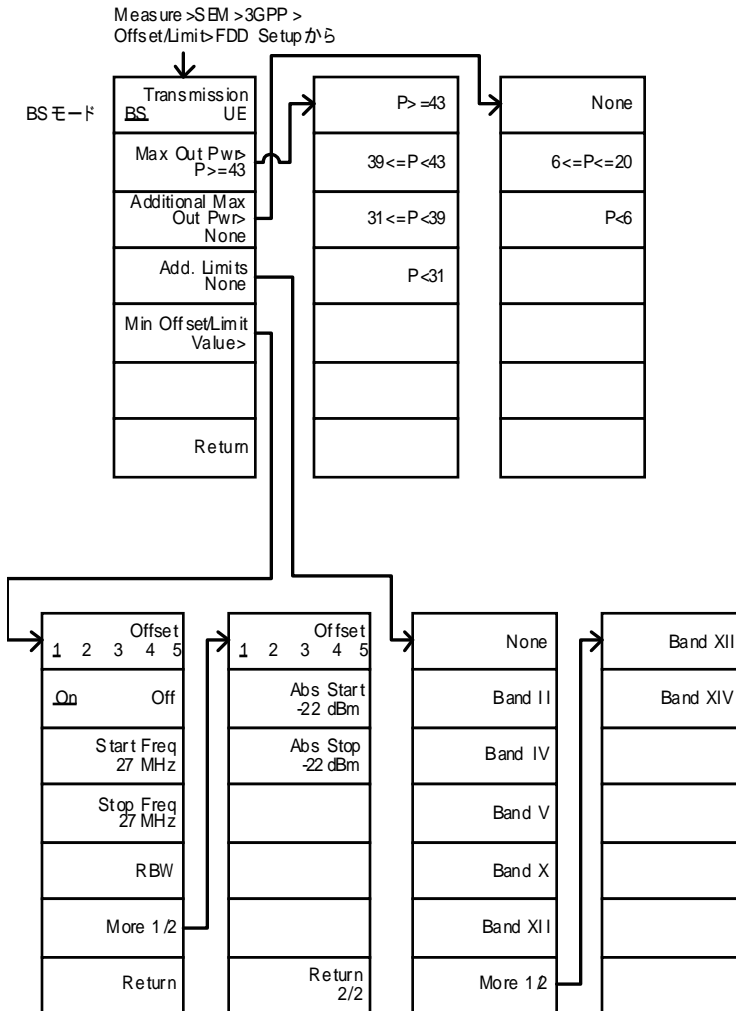 Measure>SEM>3GPP>
Offset/Limit>FDD Setupから
BSモード
Transmission
BS UE
Max Out Pwr>
P>=43
Additional Max
Out Pwr>
None
Add. Limits
None
Min Offset/Limit
Value>
Return
P>=43
39<=P<43
31<=P<39
P<31
None
6<=P<=20
P<6
Offset
1 2 3 4 5
On Off
Start Freq
27 MHz
Stop Freq
27 MHz
RBW
More 1/2
Return
Offset
1 2 3 4 5
Abs Start
-22 dBm
Abs Stop
-22 dBm
Return
2/2
None
Band II
Band IV
Band V
Band X
Band XII
More 1/2
Band XII
Band XIV